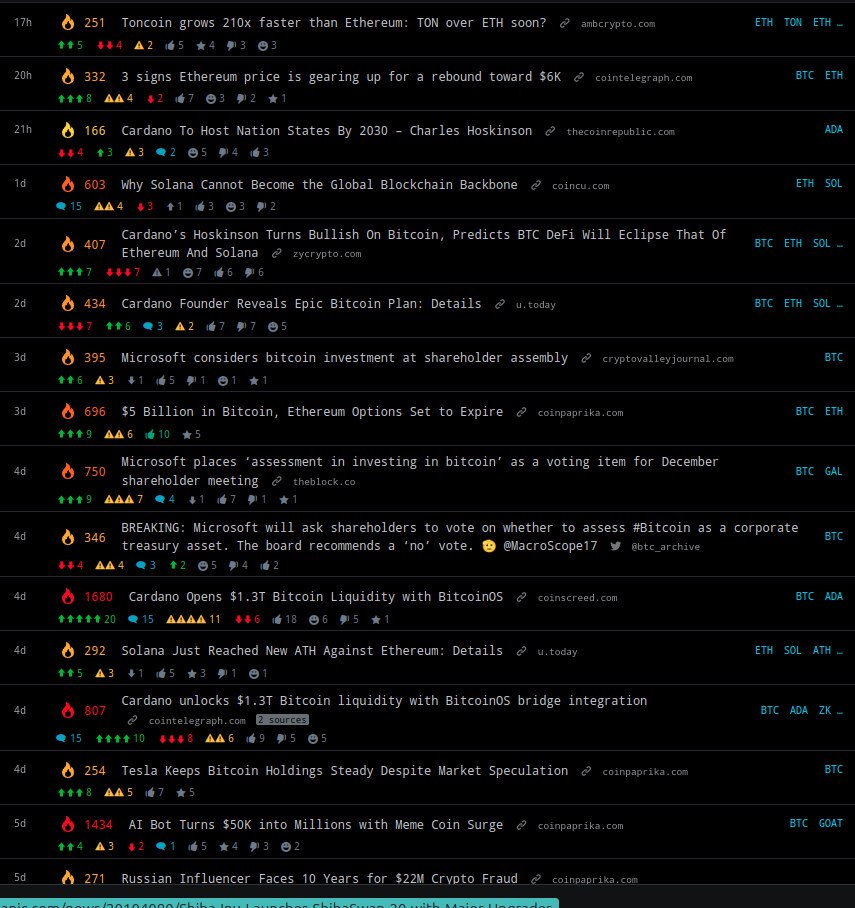 17h 251 Toncoin grows 210x faster than Ethereum: TON over ETH soon? ambcrypto.com ETH TON ETH …
5 4 2 5 4 3 3
20h 332 3 signs Ethereum price is gearing up for a rebound toward $6K cointelegraph.com BTC ETH
8 4 2 7 3 2 1
21h 166 Cardano To Host Nation States By 2030 – Charles Hoskinson thecoinrepublic.com ADA
4 3 3 2 5 4 3
1d 603 Why Solana Cannot Become the Global Blockchain Backbone coincu.com ETH SOL
15 4 3 1 3 3 2
2d 407 Cardano’s Hoskinson Turns Bullish On Bitcoin, Predicts BTC DeFi Will Eclipse That Of BTC ETH SOL …
Ethereum And Solana zycrypto.com
7 7 1 7 6 6
2d 434 Cardano Founder Reveals Epic Bitcoin Plan: Details u.today BTC ETH SOL …
7 6 3 2 7 7 5
3d 395 Microsoft considers bitcoin investment at shareholder assembly cryptovalleyjournal.com BTC
6 3 1 5 1 1 1
3d 696 $5 Billion in Bitcoin, Ethereum Options Set to Expire coinpaprika.com BTC ETH
9 6 10 5
4d 750 Microsoft places ‘assessment in investing in bitcoin’ as a voting item for December BTC GAL
shareholder meeting theblock.co
9 7 4 1 7 1 1
4d 346 BREAKING: Microsoft will ask shareholders to vote on whether to assess #Bitcoin as a corporate BTC
treasury asset. The board recommends a ‘no’ vote. 🫡 @MacroScope17 @btc_archive
4 4 3 2 5 4 2
4d 1680 Cardano Opens $1.3T Bitcoin Liquidity with BitcoinOS coinscreed.com BTC ADA
20 15 11 6 18 6 5 1
4d 292 Solana Just Reached New ATH Against Ethereum: Details u.today ETH SOL ATH …
5 3 1 5 3 1 1
4d 807 Cardano unlocks $1.3T Bitcoin liquidity with BitcoinOS bridge integration BTC ADA ZK …
cointelegraph.com 2 sources
15 10 8 6 9 5 5
4d 254 Tesla Keeps Bitcoin Holdings Steady Despite Market Speculation coinpaprika.com BTC
8 5 7 5
5d 1434 AI Bot Turns $50K into Millions with Meme Coin Surge coinpaprika.com BTC GOAT
4 3 2 1 5 4 3 2
5d 271 Russian Influencer Faces 10 Years for $22M Crypto Fraud coinpaprika.com